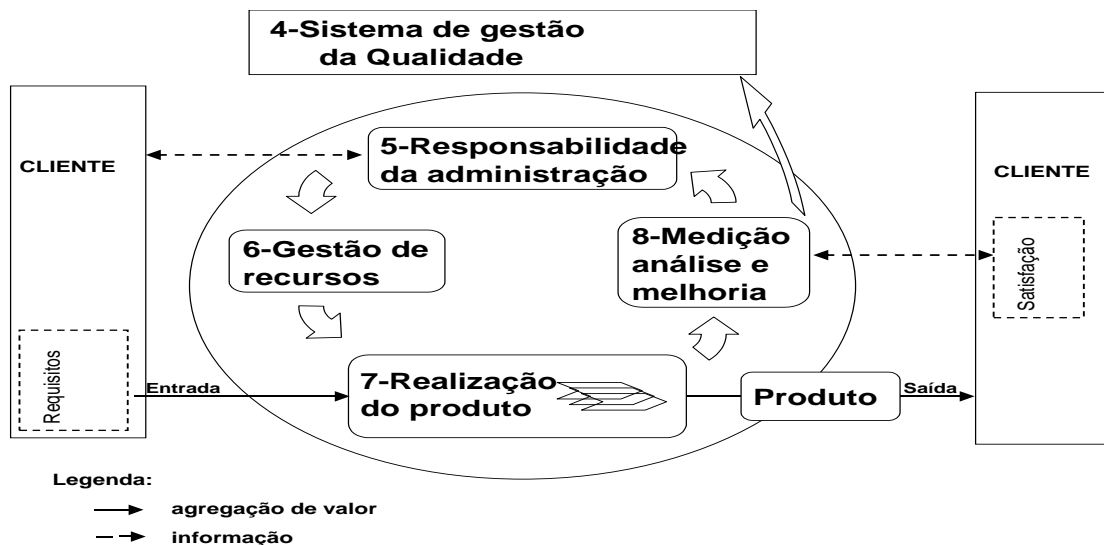 4-Sistema de gestão
da Qualidade
CLIENTE
5-Responsabilidade
da administração
CLIENTE
6-Gestão de
recursos
8-Medição
análise e
melhoria
Satisfação
Requisitos
Entrada
7-Realização
do produto
Produto
Saída
Legenda:
agregação de valor
informação